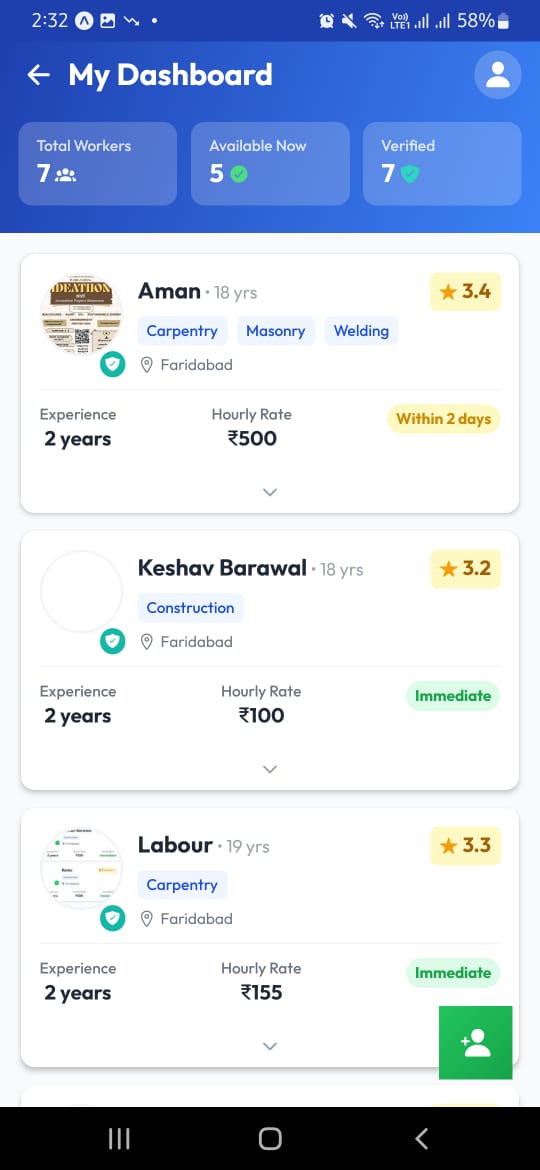 2:32 58%
My Dashboard
Total Workers Available Now Verified
7 5 7
Aman • 18 yrs 3.4
Carpentry Masonry Welding
Faridabad
Experience Hourly Rate Within 2 days
2 years ₹500
Keshav Barawal • 18 yrs 3.2
Construction
Faridabad
Experience Hourly Rate Immediate
2 years ₹100
Labour • 19 yrs 3.3
Carpentry
Faridabad
Experience Hourly Rate Immediate
2 years ₹155